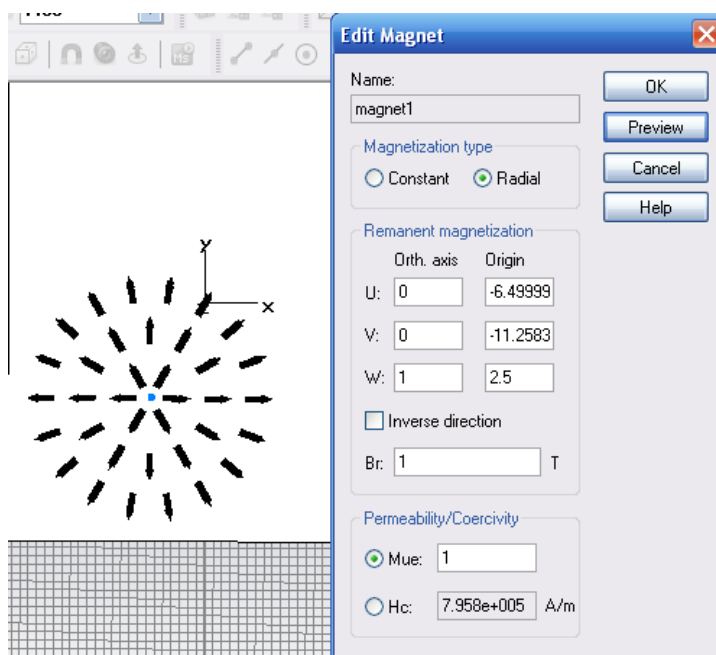 Edit Magnet
Name:
magnet1
Magnetization type
Constant Radial
Remanent magnetization
Orth. axis Origin
U: 0 -6.49999
V: 0 -11.2583
W: 1 2.5
Inverse direction
Br: 1 T
Permeability/Coercivity
Mue: 1
Hc: 7.958e+005 A/m
OK
Preview
Cancel
Help
y
x
MS